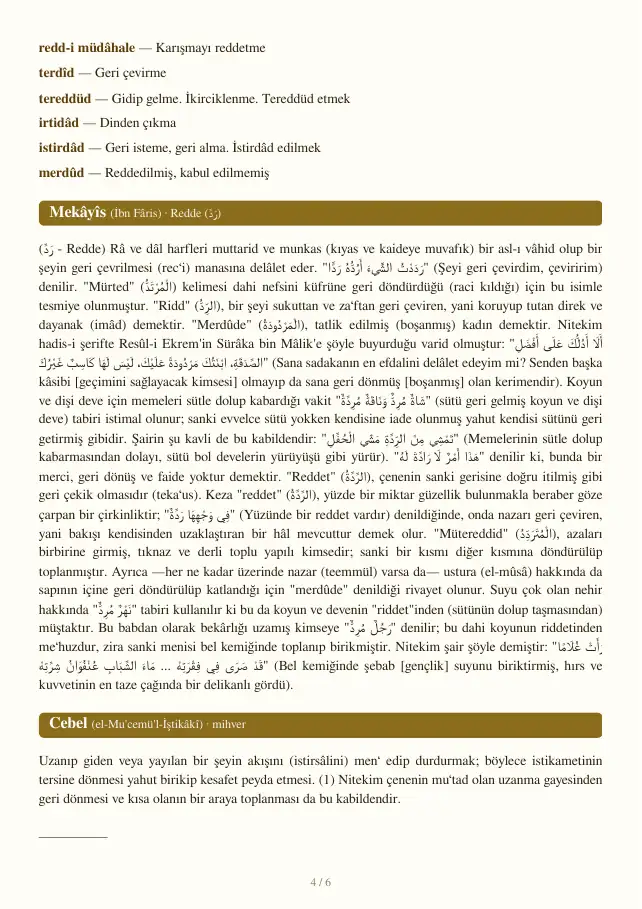 redd-i müdâhale — Karışmayı reddetme
terdîd — Geri çevirme
tereddüd — Gidip gelme. İkirciklenme. Tereddüd etmek
irtidâd — Dinden çıkma
istirdâd — Geri isteme, geri alma. İstirdâd edilmek
merdûd — Reddedilmiş, kabul edilmemiş
Mekâyîs (İbn Fâris) · Redde (رَدَّ)
(رَدَّ - Redde) Râ ve dâl harfleri muttarid ve munkas (kıyas ve kaideye muvafık) bir asl-ı vâhid olup bir
şeyin geri çevrilmesi (rec‘i) manasına delâlet eder. "رَدَدْتُ الشَّيْءَ أَرُدُّهُ رَدًّا" (Şeyi geri çevirdim, çeviririm)
denilir. "Mürted" (الْمُرْتَدُّ) kelimesi dahi nefsini küfrüne geri döndürdüğü (raci kıldığı) için bu isimle
tesmiye olunmuştur. "Ridd" (الرِّدُّ), bir şeyi sukuttan ve za‘ftan geri çeviren, yani koruyup tutan direk ve
dayanak (imâd) demektir. "Merdûde" (الْمَرْدُودَةُ), tatlik edilmiş (boşanmış) kadın demektir. Nitekim
hadis-i şerifte Resûl-i Ekrem'in Sürâka bin Mâlik'e şöyle buyurduğu varid olmuştur: "أَلَا أَدُلُّكَ عَلَى أَفْضَلِ
الصَّدَقَةِ، ابْنَتُكَ مَرْدُودَةٌ عَلَيْكَ، لَيْسَ لَهَا كَاسِبٌ غَيْرُكَ" (Sana sadakanın en efdalini delâlet edeyim mi? Senden başka
kâsibi [geçimini sağlayacak kimsesi] olmayıp da sana geri dönmüş [boşanmış] olan kerimendir). Koyun
ve dişi deve için memeleri sütle dolup kabardığı vakit "شَاةٌ مُرِدٌّ وَنَاقَةٌ مُرِدَّةٌ" (sütü geri gelmiş koyun ve dişi
deve) tabiri istimal olunur; sanki evvelce sütü yokken kendisine iade olunmuş yahut kendisi sütünü geri
getirmiş gibidir. Şairin şu kavli de bu kabildendir: "تَمْشِي مِنْ الرِّدَّةِ مَشْيَ الْحُفَّلِ" (Memelerinin sütle dolup
kabarmasından dolayı, sütü bol develerin yürüyüşü gibi yürür). "هَذَا أَمْرٌ لَا رَادَّةَ لَهُ" denilir ki, bunda bir
merci, geri dönüş ve faide yoktur demektir. "Reddet" (الرَّدَّةُ), çenenin sanki gerisine doğru itilmiş gibi
geri çekik olmasıdır (teka‘us). Keza "reddet" (الرَّدَّةُ), yüzde bir miktar güzellik bulunmakla beraber göze
çarpan bir çirkinliktir; "فِي وَجْهِهَا رَدَّةٌ" (Yüzünde bir reddet vardır) denildiğinde, onda nazarı geri çeviren,
yani bakışı kendisinden uzaklaştıran bir hâl mevcuttur demek olur. "Mütereddid" (الْمُتَرَدِّدُ), azaları
birbirine girmiş, tıknaz ve derli toplu yapılı kimsedir; sanki bir kısmı diğer kısmına döndürülüp
toplanmıştır. Ayrıca —her ne kadar üzerinde nazar (teemmül) varsa da— ustura (el-mûsâ) hakkında da
sapının içine geri döndürülüp katlandığı için "merdûde" denildiği rivayet olunur. Suyu çok olan nehir
hakkında "نَهْرٌ مُرِدٌّ" tabiri kullanılır ki bu da koyun ve devenin "riddet"inden (sütünün dolup taşmasından)
müştaktır. Bu babdan olarak bekârlığı uzamış kimseye "رَجُلٌ مُرِدٌّ" denilir; bu dahi koyunun riddetinden
me‘huzdur, zira sanki menisi bel kemiğinde toplanıp birikmiştir. Nitekim şair şöyle demiştir: "رَأَتْ غُلَامًا
قَدْ صَرَى فِي فِقْرَتِهْ ... مَاءَ الشَّبَابِ عُنْفُوَانُ شِرَّتِهْ" (Bel kemiğinde şebab [gençlik] suyunu biriktirmiş, hırs ve
kuvvetinin en taze çağında bir delikanlı gördü).
Cebel (el-Mu'cemü'l-İştikâkî) · mihver
Uzanıp giden veya yayılan bir şeyin akışını (istirsâlini) men‘ edip durdurmak; böylece istikametinin
tersine dönmesi yahut birikip kesafet peyda etmesi. (1) Nitekim çenenin mu‘tad olan uzanma gayesinden
geri dönmesi ve kısa olanın bir araya toplanması da bu kabildendir.
4 / 6